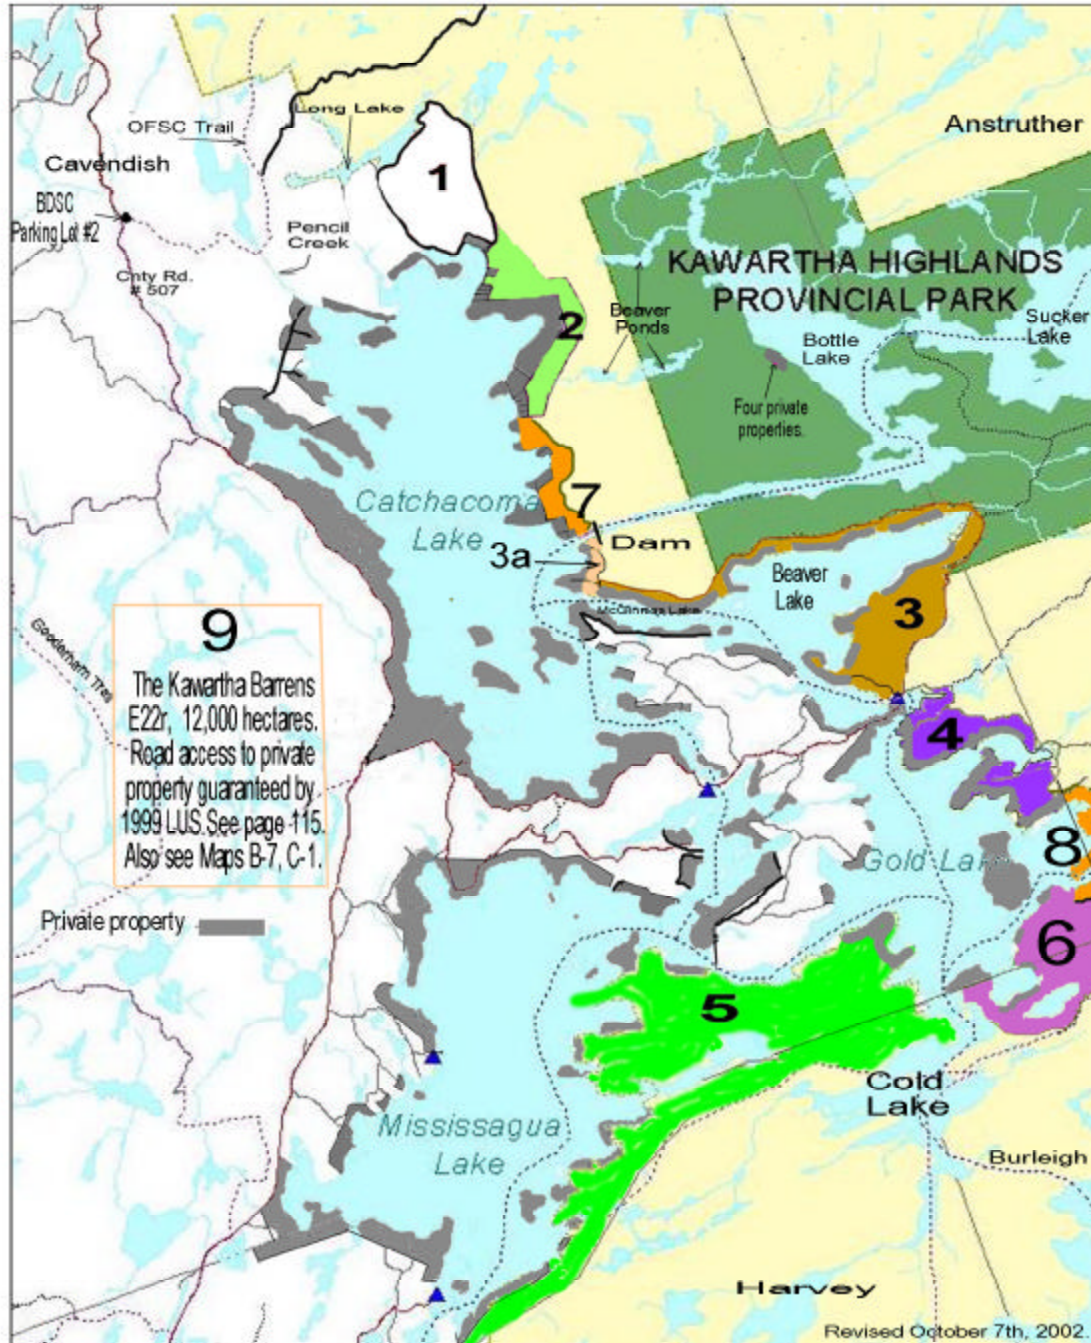 Long Lake
OFSC Trail
Anstruther
Cavendish
1
BDSC
Parking Lot #2
Pencil
Creek
KAWARTHA HIGHLANDS
PROVINCIAL PARK
Cnty Rd.
# 507
Beaver
Ponds
2
Sucker
Lake
Bottle
Lake
Four private
properties.
Catchacoma
Lake
7
Dam
3a
Beaver
Lake
3
McGinnas Lake
9
The Kawartha Barrens
E22r, 12,000 hectares.
Road access to private
property guaranteed by
1999 LUS.See page 115.
Also see Maps B-7, C-1.
Gooderham Trail
4
8
Gold Lake
Private property
6
5
Cold
Lake
Mississagua
Lake
Burleigh
Harvey
Revised October 7th, 2002